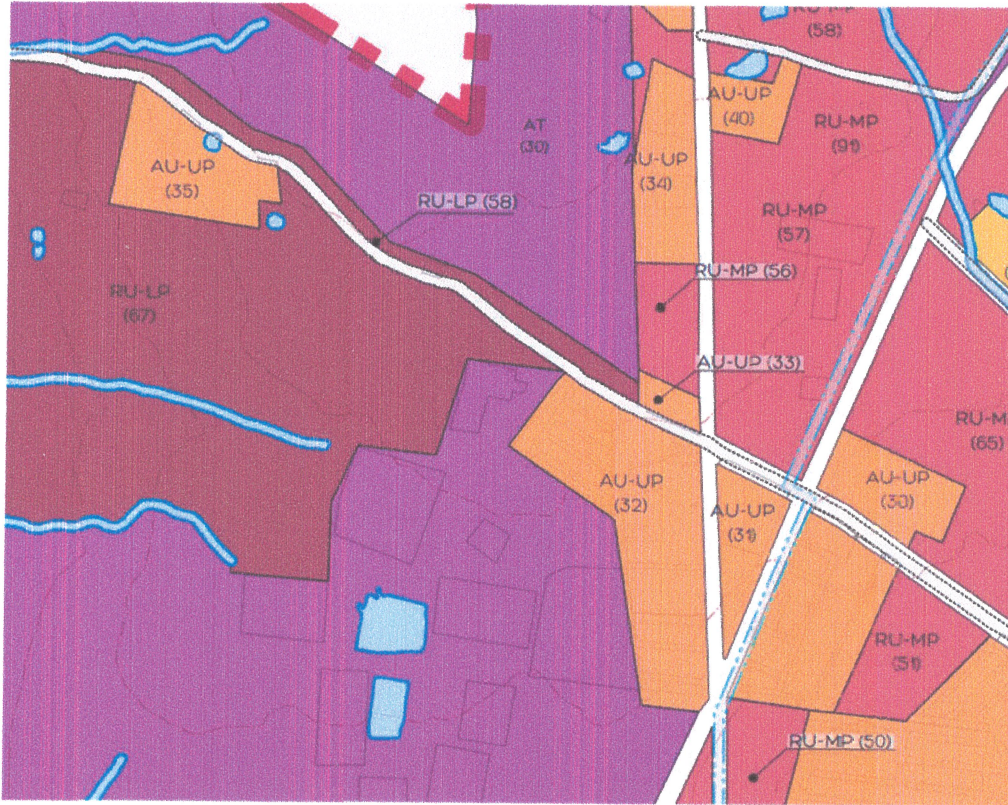 RU-MP
(58)
AU-UP
(40)
AT
(30)
RU-MP
(91)
AU-UP
(35)
AU-UP
(34)
RU-LP (58)
RU-MP
(57)
RU-MP (56)
RU-LP
(67)
AU-UP (33)
RU-M
(65)
AU-UP
(32)
AU-UP
(30)
AU-UP
(31)
RU-MP
(51)
RU-MP (50)